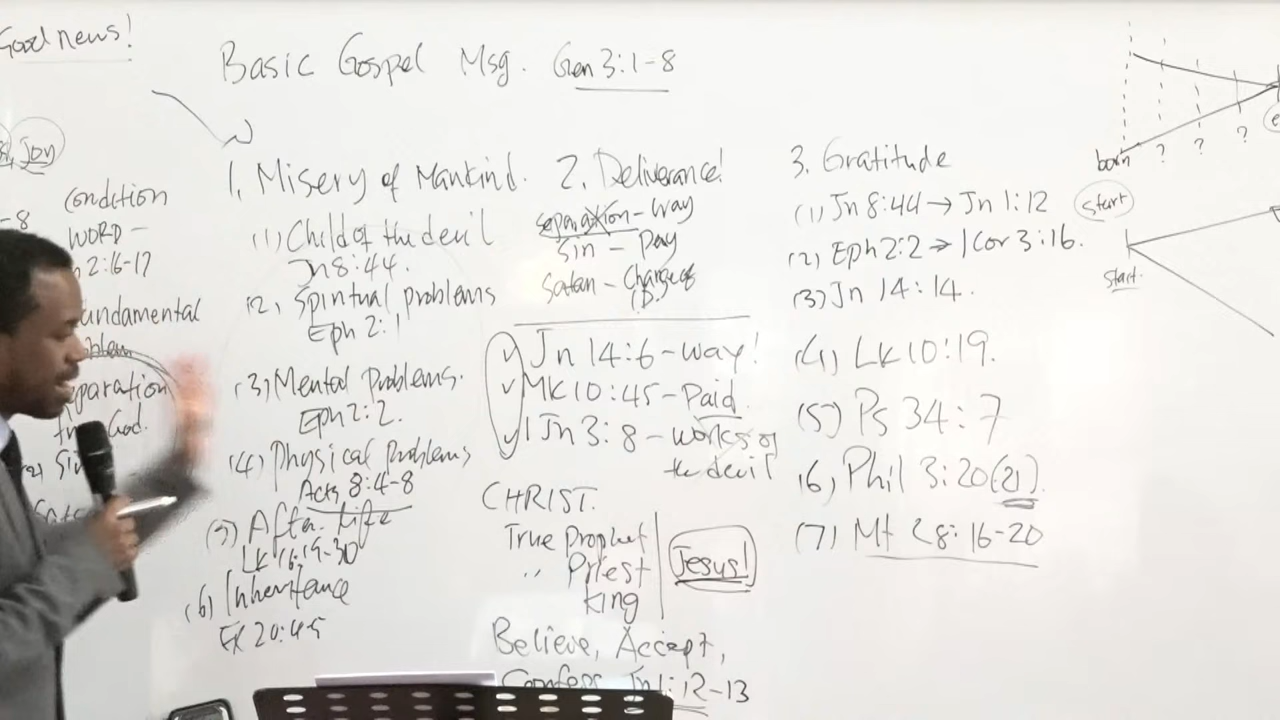 Good news!
Basic Gospel Msg. Gen 3:1-8
Joy
condition
WORD -
2:16-17
-8
undamental
paration
God.
1. Misery of Mankind.
(1) Child of the devil
Jn 8:44.
(2) Spiritual problems
Eph 2:1
(3) Mental Problems.
Eph 2:2.
(4) Physical Problems
Acts 8:4-8
(5) After life
Lk 16:19-30
(6) Inheritance
Ex 20:4-5
2. Deliverance!
Separation - Way
Sin - Pay
Satan - Charge of
Jn 14:6 - way!
Mk 10:45 - Paid.
1 Jn 3:8 - works of
the devil
CHRIST.
True Prophet
" Priest
King
Jesus!
Believe, Accept,
Confess Jn 1:12-13
3. Gratitude
(1) Jn 8:44 → Jn 1:12
(2) Eph 2:2 → 1 Cor 3:16.
(3) Jn 14:14.
(4) Lk 10:19.
(5) Ps 34:7
(6) Phil 3:20(21).
(7) Mt 28:16-20
born ? ? ?
start
start